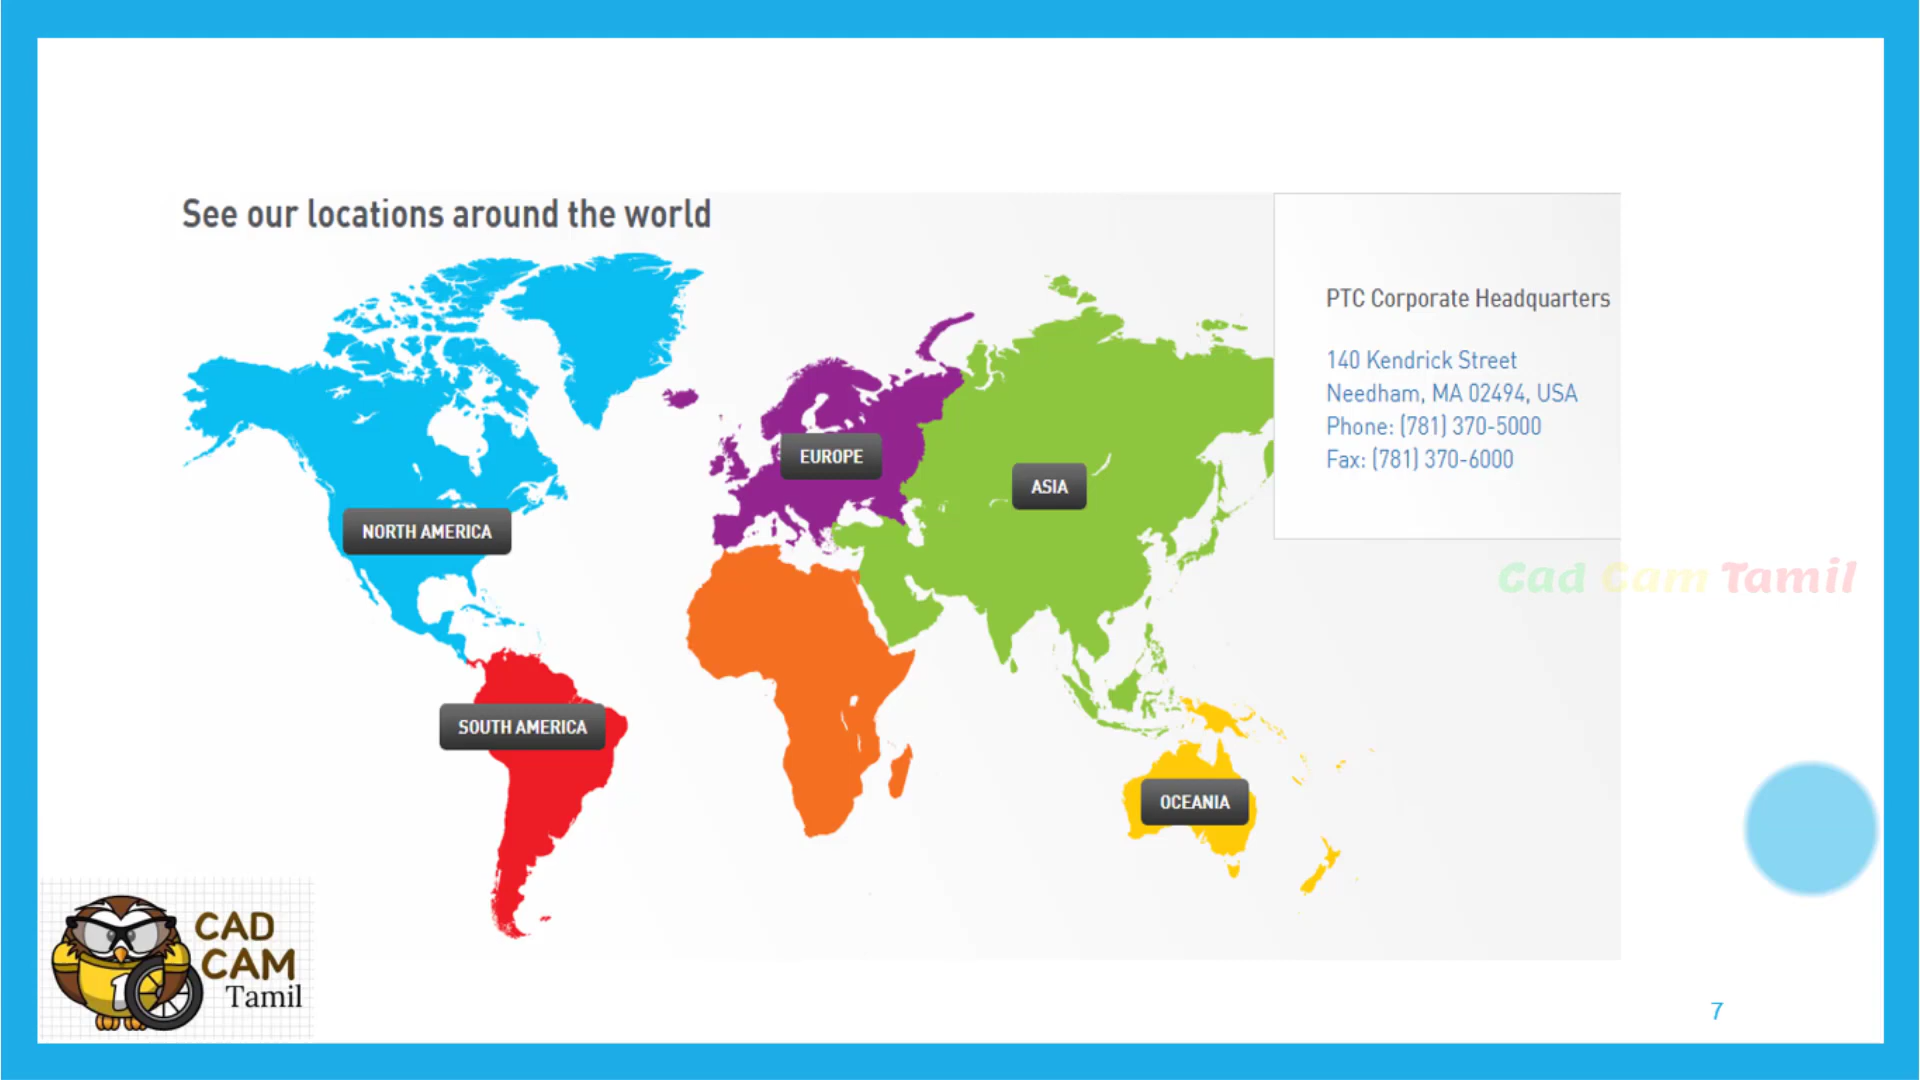 See our locations around the world
PTC Corporate Headquarters
140 Kendrick Street
Needham, MA 02494, USA
Phone: (781) 370-5000
Fax: (781) 370-6000
EUROPE
ASIA
NORTH AMERICA
Cad Cam Tamil
SOUTH AMERICA
OCEANIA
CAD
CAM
Tamil
1
7